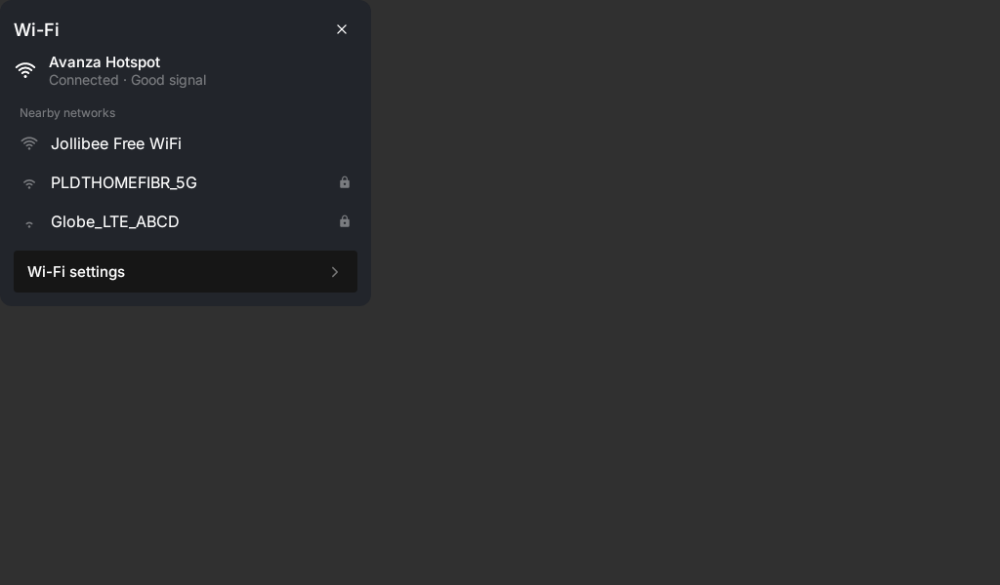 Wi-Fi
Avanza Hotspot
Connected · Good signal
Nearby networks
Jollibee Free WiFi
PLDTHOMEFIBR_5G
Globe_LTE_ABCD
Wi-Fi settings